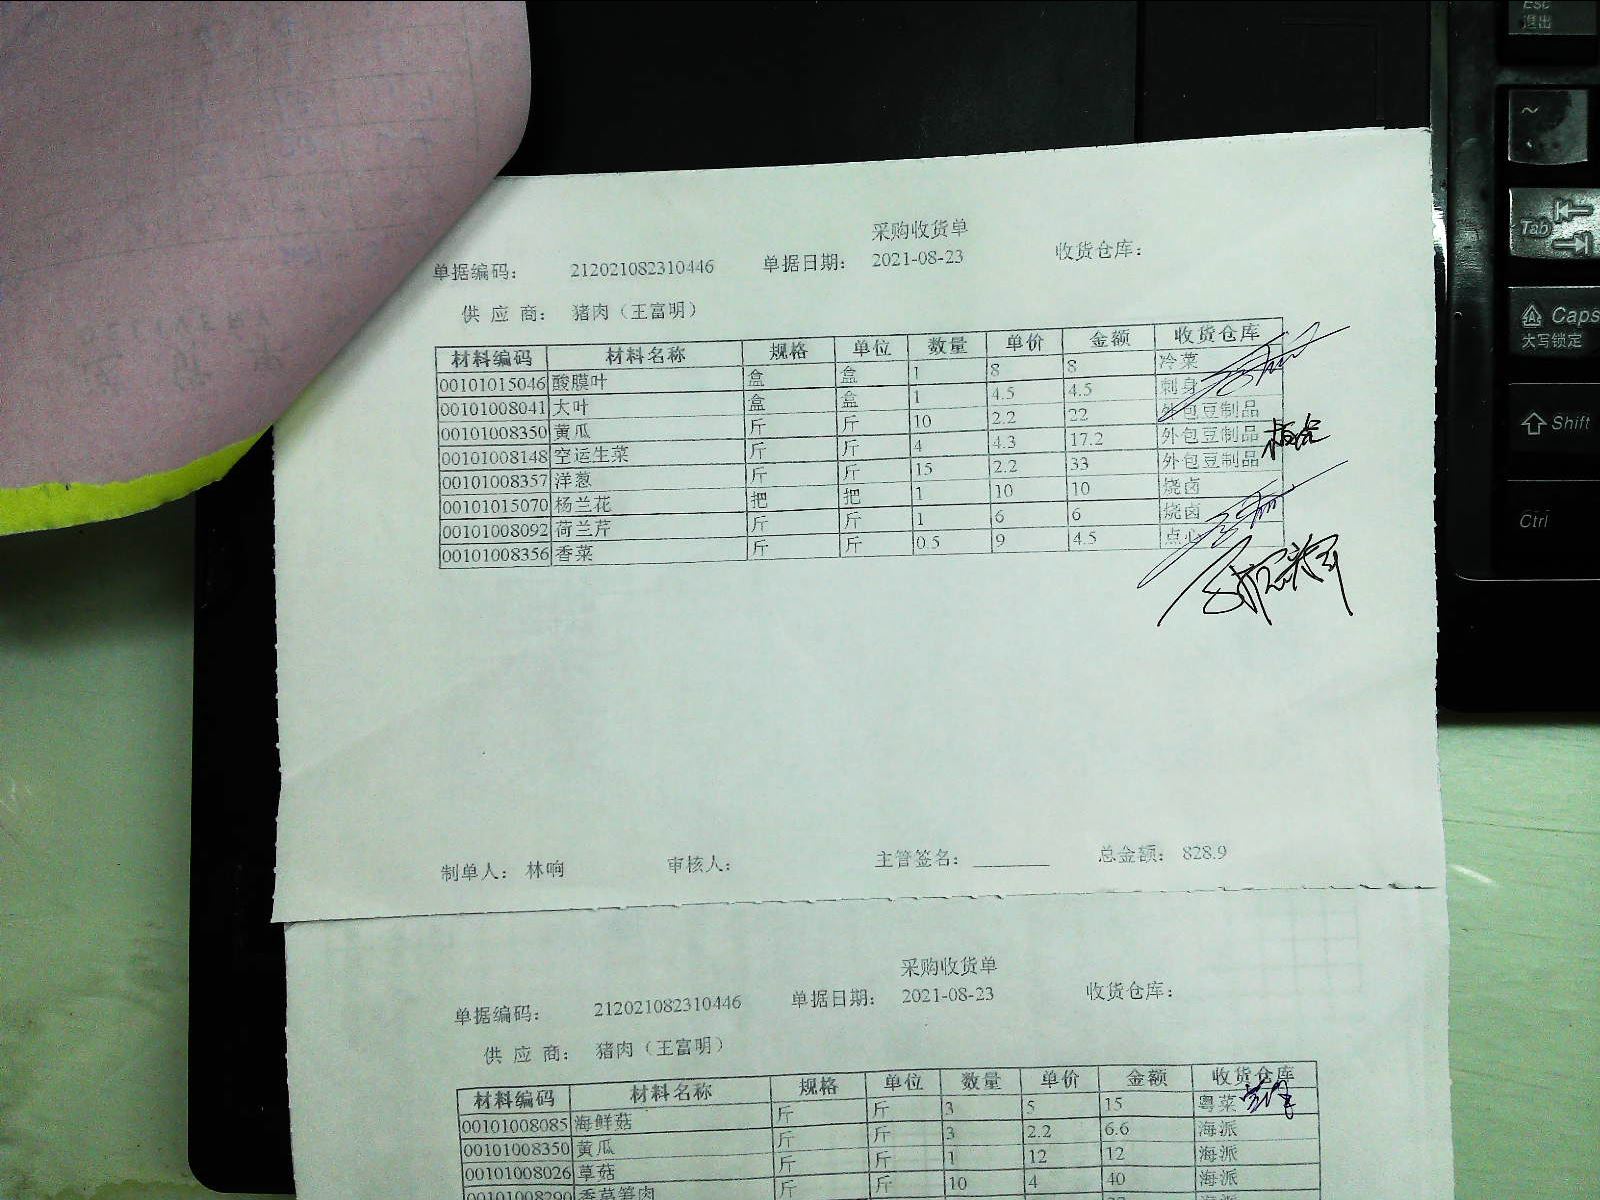 采购收货单
单据编码： 212021082310446 单据日期： 2021-08-23 收货仓库：
供 应 商： 猪肉（王富明）
材料编码 材料名称 规格 单位 数量 单价 金额 收货仓库
00101015046 酸膜叶 盒 盒 1 8 8 冷菜
00101008041 大叶 盒 盒 1 4.5 4.5 刺身
00101008350 黄瓜 斤 斤 10 2.2 22 外包豆制品
00101008148 空运生菜 斤 斤 4 4.3 17.2 外包豆制品
00101008357 洋葱 斤 斤 15 2.2 33 外包豆制品
00101015070 杨兰花 把 把 1 10 10 烧卤
00101008092 荷兰芹 斤 斤 1 6 6 烧卤
00101008356 香菜 斤 斤 0.5 9 4.5 点心
制单人： 林响 审核人： 主管签名： 总金额： 828.9
采购收货单
单据编码： 212021082310446 单据日期： 2021-08-23 收货仓库：
供 应 商： 猪肉（王富明）
材料编码 材料名称 规格 单位 数量 单价 金额 收货仓库
00101008085 海鲜菇 斤 斤 3 5 15 粤菜
00101008350 黄瓜 斤 斤 3 2.2 6.6 海派
00101008026 草菇 斤 斤 1 12 12 海派
00101008290 斤 斤 10 4 40 海派
Esc
退出
~
Tab
Caps
大写锁定
Shift
Ctrl